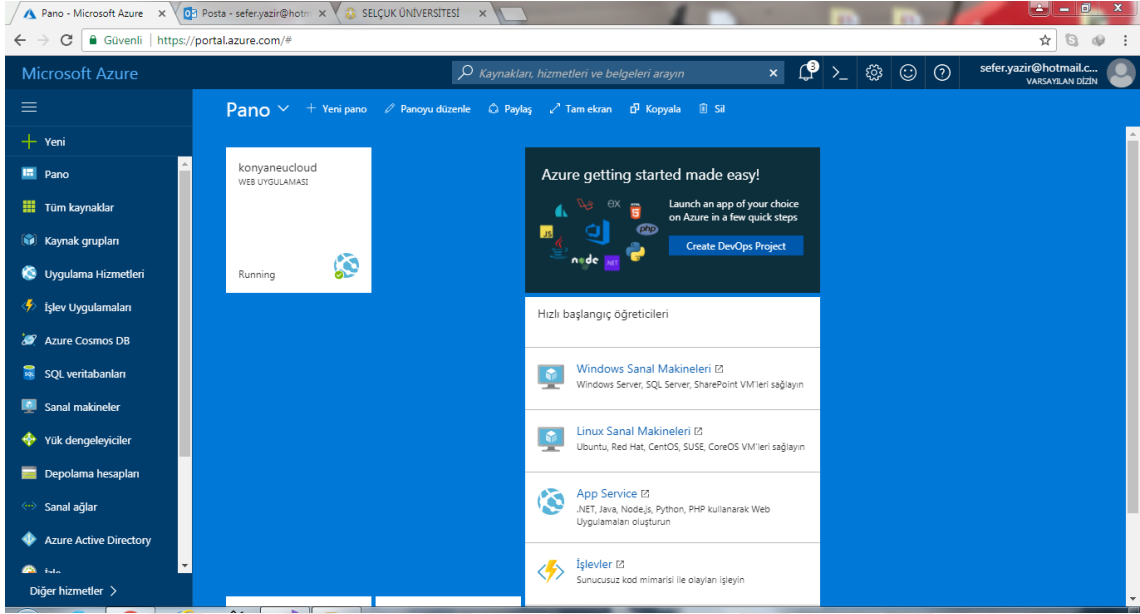 Pano - Microsoft Azure
Posta - sefer.yazir@hotm
SELÇUK ÜNİVERSİTESİ
Güvenli
https://portal.azure.com/#
Microsoft Azure
Kaynakları, hizmetleri ve belgeleri arayın
3
sefer.yazir@hotmail.c...
VARSAYILAN DİZİN
Pano
+ Yeni pano
Panoyu düzenle
Paylaş
Tam ekran
Kopyala
Sil
Yeni
Pano
Tüm kaynaklar
Kaynak grupları
Uygulama Hizmetleri
İşlev Uygulamaları
Azure Cosmos DB
SQL veritabanları
Sanal makineler
Yük dengeleyiciler
Depolama hesapları
Sanal ağlar
Azure Active Directory
İzle
Diğer hizmetler >
konyaneucloud
WEB UYGULAMASI
Running
Azure getting started made easy!
Launch an app of your choice
on Azure in a few quick steps
Create DevOps Project
EX
JS
php
node
.NET
Hızlı başlangıç öğreticileri
Windows Sanal Makineleri
Windows Server, SQL Server, SharePoint VM'leri sağlayın
Linux Sanal Makineleri
Ubuntu, Red Hat, CentOS, SUSE, CoreOS VM'leri sağlayın
App Service
.NET, Java, Node.js, Python, PHP kullanarak Web
Uygulamaları oluşturun
İşlevler
Sunucusuz kod mimarisi ile olayları işleyin